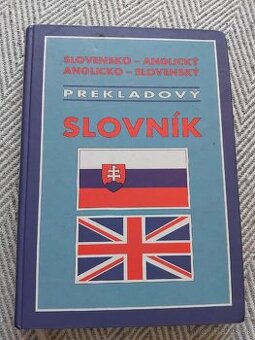 SLOVENSKO - ANGLICKÝ
ANGLICKO - SLOVENSKÝ
PREKLADOVÝ
SLOVNÍK